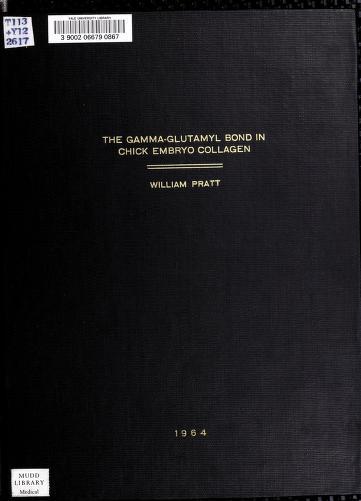 T113
+Y12
2617
YALE UNIVERSITY LIBRARY
3 9002 06679 0867
THE GAMMA-GLUTAMYL BOND IN
CHICK EMBRYO COLLAGEN
WILLIAM PRATT
1964
MUDD
LIBRARY
Medical